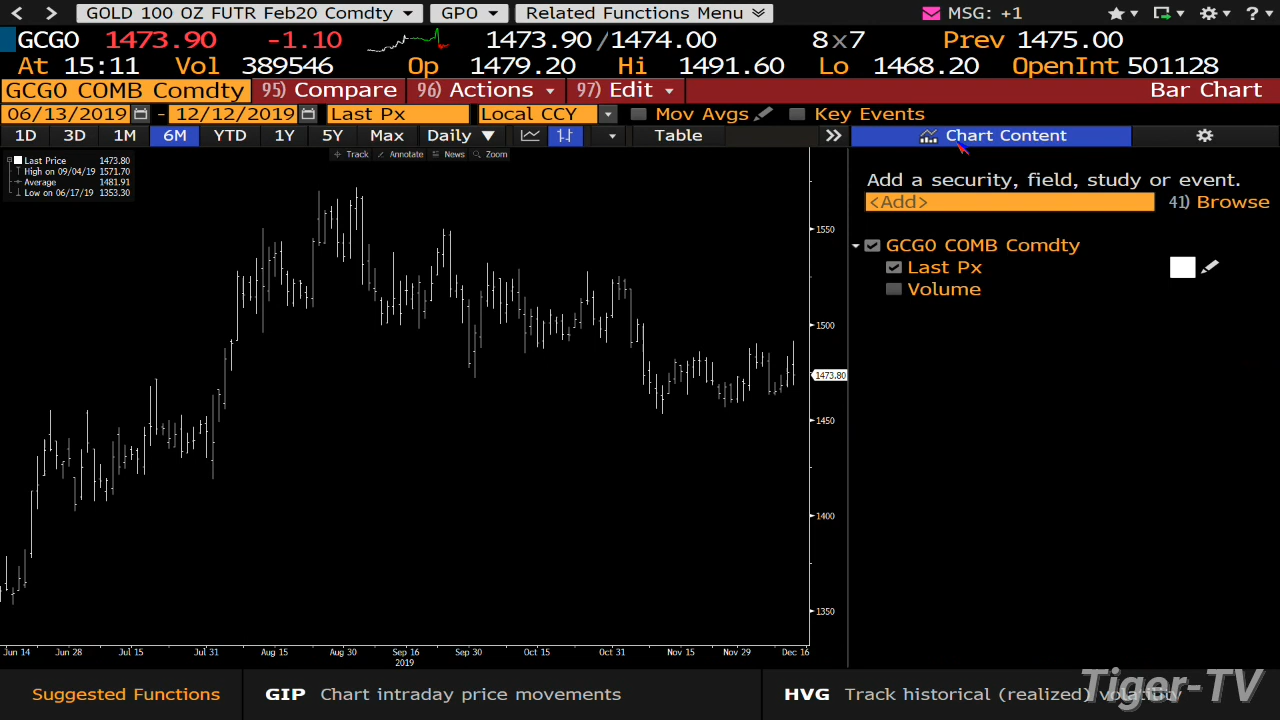 GOLD 100 OZ FUTR Feb20 Comdty GPO Related Functions Menu MSG: +1 ?
GCG0 1473.90 -1.10 1473.90/1474.00 8x7 Prev 1475.00
At 15:11 Vol 389546 Op 1479.20 Hi 1491.60 Lo 1468.20 OpenInt 501128
GCG0 COMB Comdty 95) Compare 96) Actions 97) Edit Bar Chart
06/13/2019 - 12/12/2019 Last Px Local CCY Mov Avgs Key Events
1D 3D 1M 6M YTD 1Y 5Y Max Daily Table Chart Content
Track Annotate News Zoom
Last Price 1473.80
High on 09/04/19 1571.70
Average 1481.91
Low on 06/17/19 1353.30
Add a security, field, study or event.
<Add> 41) Browse
GCG0 COMB Comdty
Last Px
Volume
1550
1500
1473.80
1450
1400
1350
Jun 14 Jun 28 Jul 15 Jul 31 Aug 15 Aug 30 Sep 16 Sep 30 Oct 15 Oct 31 Nov 15 Nov 29 Dec 16
2019
Suggested Functions GIP Chart intraday price movements HVG Track historical (realized) volatility
Tiger-TV